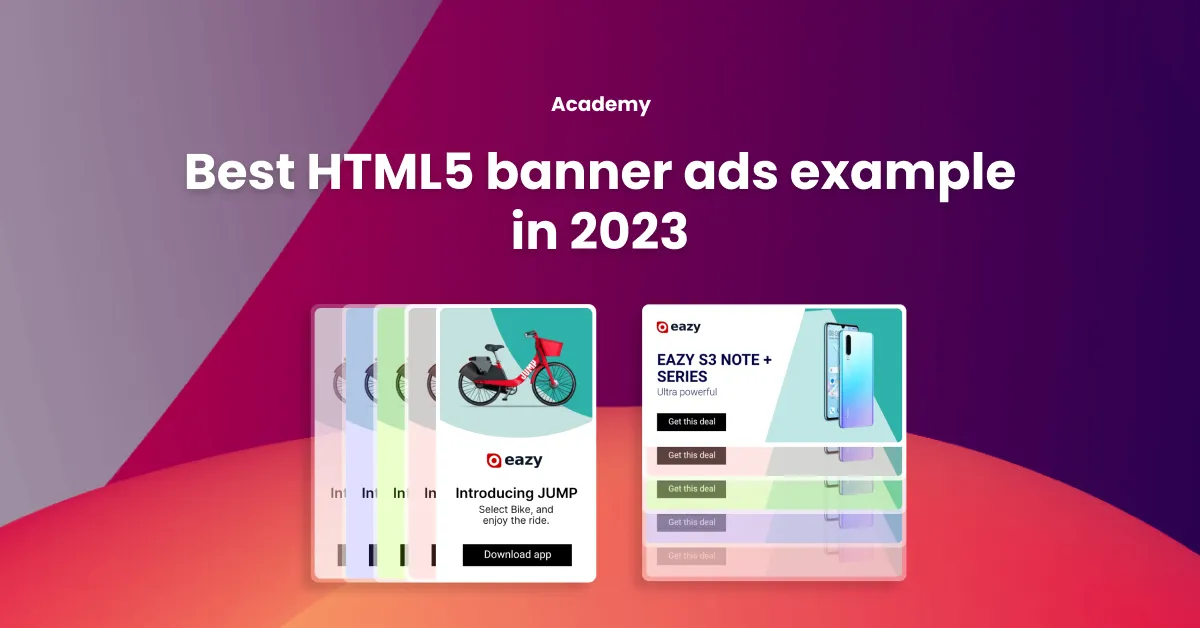 Academy
Best HTML5 banner ads example
in 2023
eazy
Introducing JUMP
Select Bike, and
enjoy the ride.
Download app
JUMP
Int
Int
Int
In
eazy
EAZY S3 NOTE +
SERIES
Ultra powerful
Get this deal
Get this deal
Get this deal
Get this deal
Get this deal